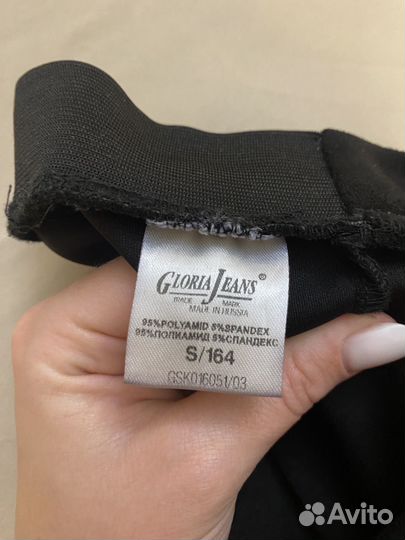 GLORIA JEANS ®
TRADE MARK
MADE IN RUSSIA
95%POLYAMID 5%SPANDEX
95%ПОЛИАМИД 5%СПАНДЕКС
S/164
GSK016051/03
Avito